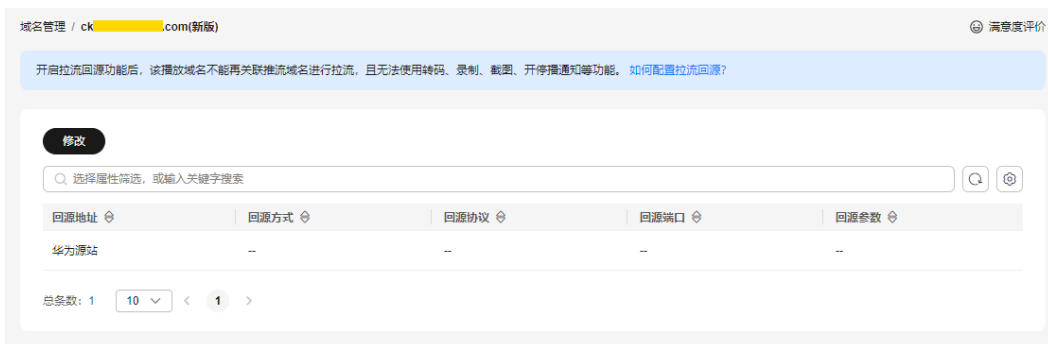 域名管理 / ck .com(新版)
满意度评价
开启拉流回源功能后，该播放域名不能再关联推流域名进行拉流，且无法使用转码、录制、截图、开停播通知等功能。 如何配置拉流回源?
修改
选择属性筛选，或输入关键字搜索
回源地址 回源方式 回源协议 回源端口 回源参数
华为源站 -- -- -- --
总条数: 1 10 < 1 >